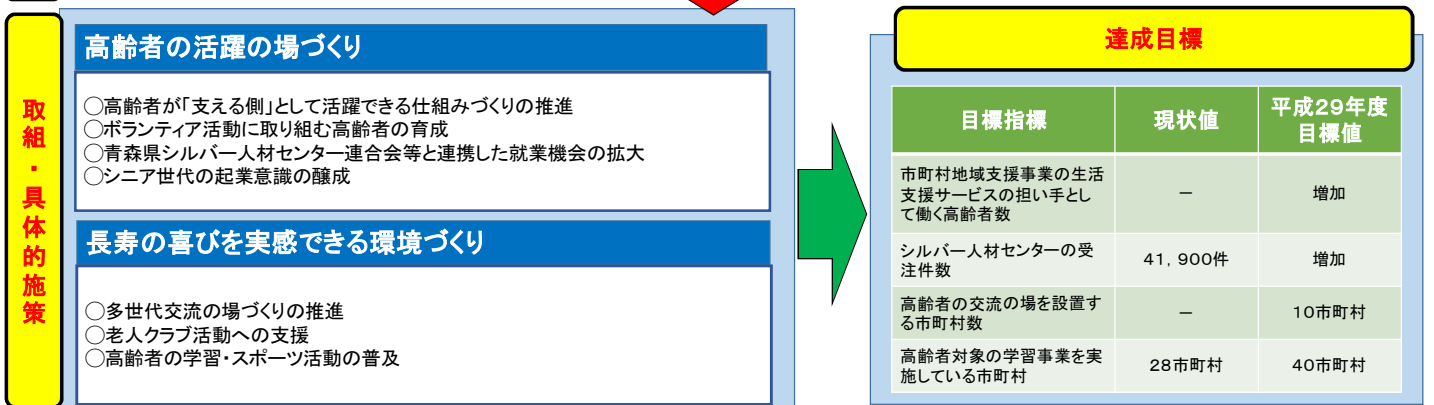 取組・具体的施策
高齢者の活躍の場づくり
○高齢者が「支える側」として活躍できる仕組みづくりの推進
○ボランティア活動に取り組む高齢者の育成
○青森県シルバー人材センター連合会等と連携した就業機会の拡大
○シニア世代の起業意識の醸成
長寿の喜びを実感できる環境づくり
○多世代交流の場づくりの推進
○老人クラブ活動への支援
○高齢者の学習・スポーツ活動の普及
達成目標
目標指標
現状値
平成29年度
目標値
市町村地域支援事業の生活
支援サービスの担い手とし
て働く高齢者数
－
増加
シルバー人材センターの受
注件数
41，900件
増加
高齢者の交流の場を設置す
る市町村数
－
10市町村
高齢者対象の学習事業を実
施している市町村
28市町村
40市町村